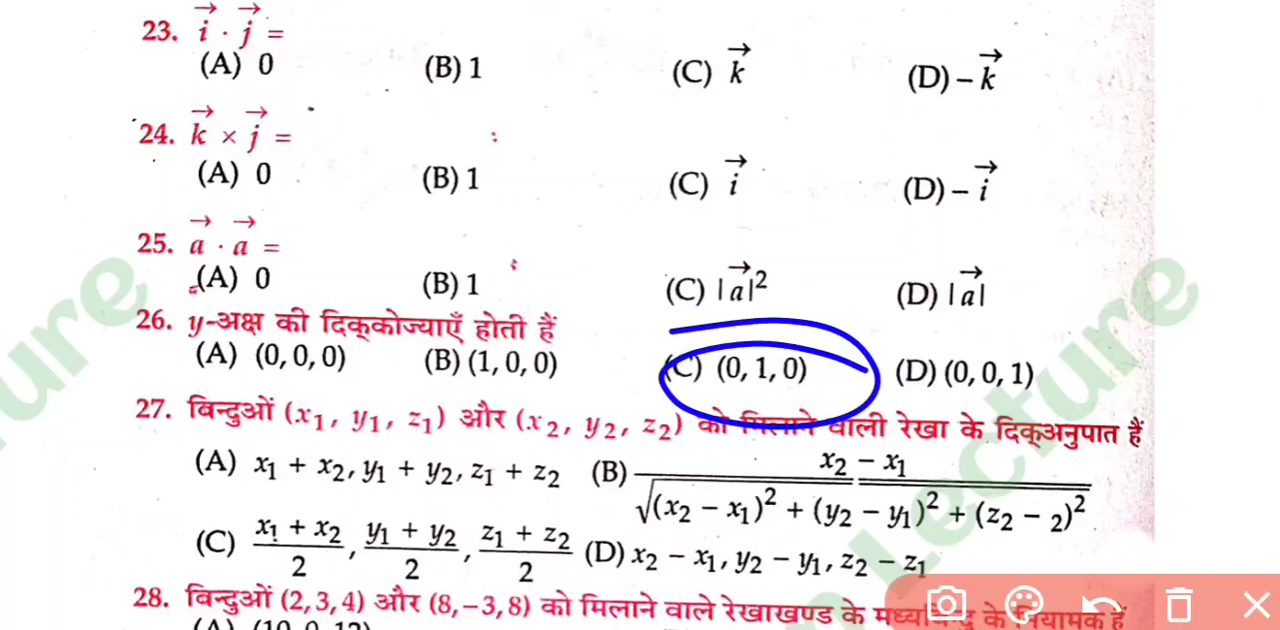 23. i⃗ · j⃗ =
(A) 0 (B) 1 (C) k⃗ (D) – k⃗
24. k⃗ × j⃗ =
(A) 0 (B) 1 (C) i⃗ (D) – i⃗
25. a⃗ · a⃗ =
(A) 0 (B) 1 (C) |a⃗|² (D) |a⃗|
26. y-अक्ष की दिक्‌कोज्याएँ होती हैं
(A) (0, 0, 0) (B) (1, 0, 0) (C) (0, 1, 0) (D) (0, 0, 1)
27. बिन्दुओं (x₁, y₁, z₁) और (x₂, y₂, z₂) को मिलाने वाली रेखा के दिक्‌अनुपात हैं
(A) x₁ + x₂, y₁ + y₂, z₁ + z₂ (B) (x₂ – x₁)/√((x₂ – x₁)² + (y₂ – y₁)² + (z₂ – 2)²)
(C) (x₁ + x₂)/2, (y₁ + y₂)/2, (z₁ + z₂)/2 (D) x₂ – x₁, y₂ – y₁, z₂ – z₁
28. बिन्दुओं (2, 3, 4) और (8, –3, 8) को मिलाने वाले रेखाखण्ड के मध्यबिन्दु के नियामक हैं
Lecture